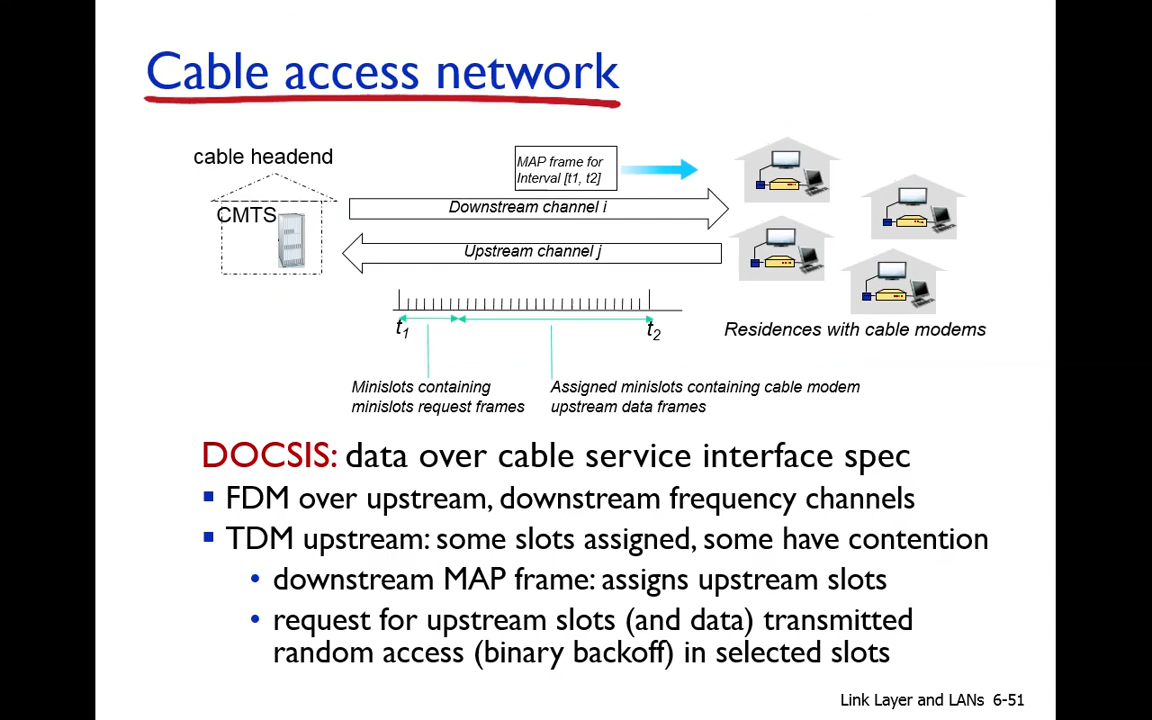 Cable access network
cable headend
CMTS
MAP frame for
Interval [t1, t2]
Downstream channel i
Upstream channel j
t1
t2
Residences with cable modems
Minislots containing
minislots request frames
Assigned minislots containing cable modem
upstream data frames
DOCSIS: data over cable service interface spec
▪ FDM over upstream, downstream frequency channels
▪ TDM upstream: some slots assigned, some have contention
• downstream MAP frame: assigns upstream slots
• request for upstream slots (and data) transmitted
random access (binary backoff) in selected slots
Link Layer and LANs 6-51